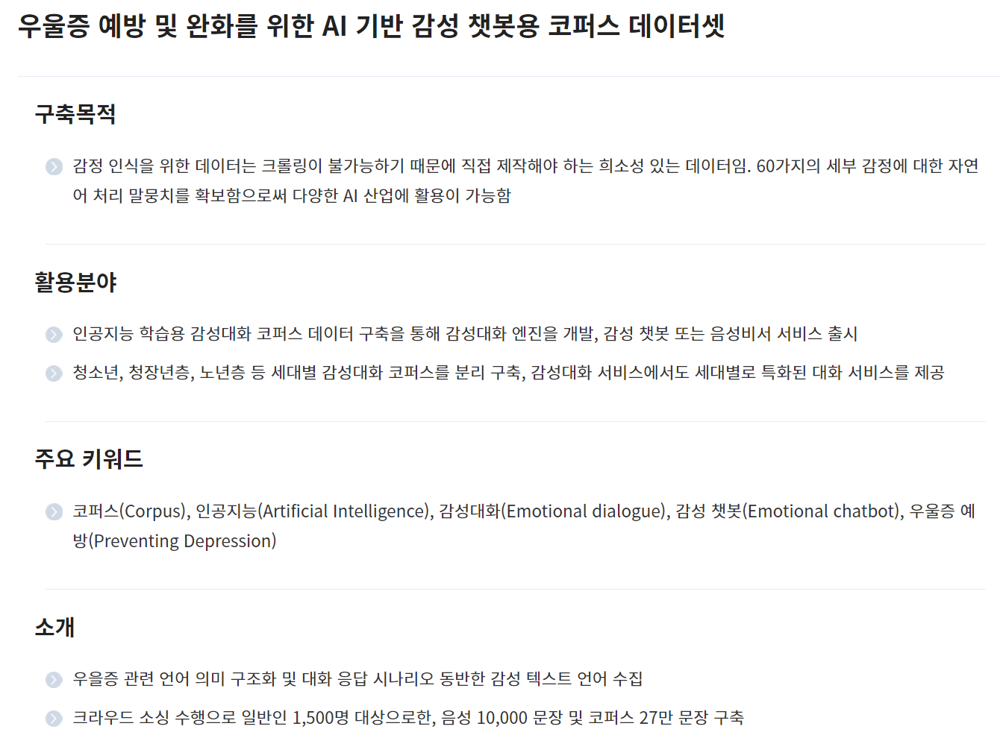 우울증 예방 및 완화를 위한 AI 기반 감성 챗봇용 코퍼스 데이터셋
구축목적
감정 인식을 위한 데이터는 크롤링이 불가능하기 때문에 직접 제작해야 하는 희소성 있는 데이터임. 60가지의 세부 감정에 대한 자연
어 처리 말뭉치를 확보함으로써 다양한 AI 산업에 활용이 가능함
활용분야
인공지능 학습용 감성대화 코퍼스 데이터 구축을 통해 감성대화 엔진을 개발, 감성 챗봇 또는 음성비서 서비스 출시
청소년, 청장년층, 노년층 등 세대별 감성대화 코퍼스를 분리 구축, 감성대화 서비스에서도 세대별로 특화된 대화 서비스를 제공
주요 키워드
코퍼스(Corpus), 인공지능(Artificial Intelligence), 감성대화(Emotional dialogue), 감성 챗봇(Emotional chatbot), 우울증 예
방(Preventing Depression)
소개
우을증 관련 언어 의미 구조화 및 대화 응답 시나리오 동반한 감성 텍스트 언어 수집
크라우드 소싱 수행으로 일반인 1,500명 대상으로한, 음성 10,000 문장 및 코퍼스 27만 문장 구축